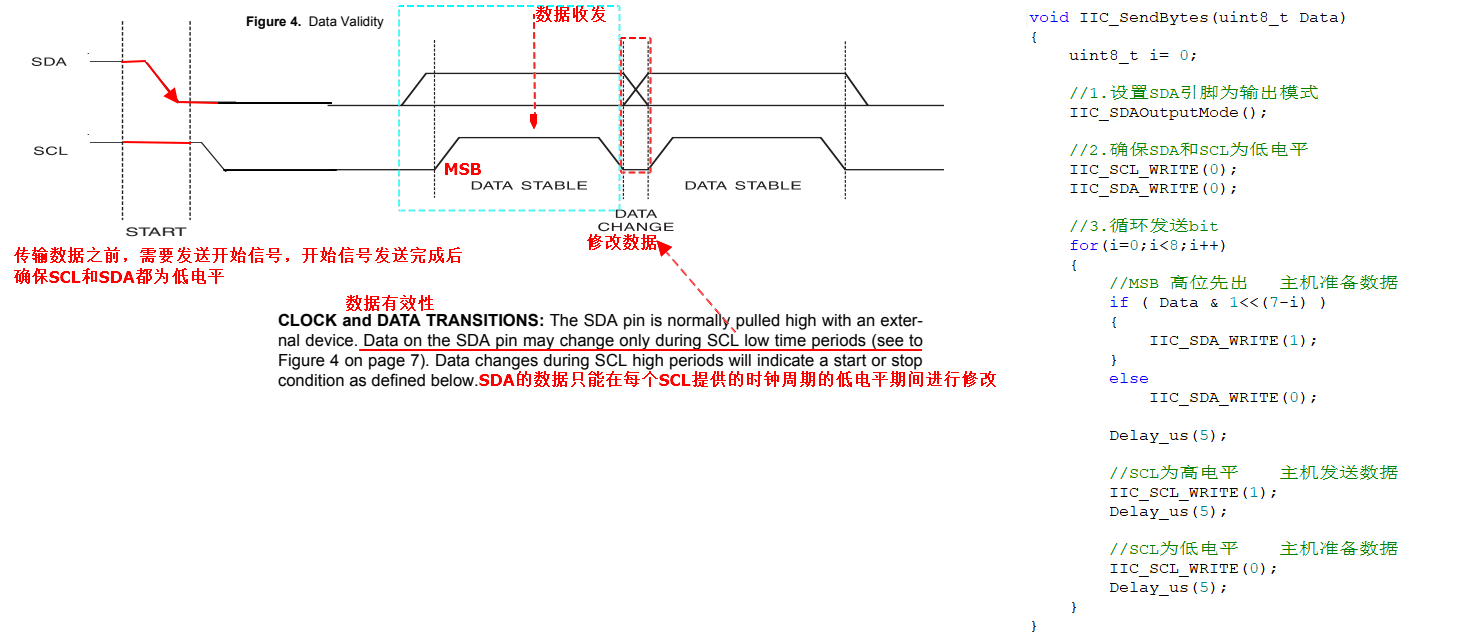 Figure 4. Data Validity
数据收发
SDA
SCL
MSB
DATA STABLE
DATA STABLE
START
DATA
CHANGE
修改数据
传输数据之前，需要发送开始信号，开始信号发送完成后
确保SCL和SDA都为低电平
数据有效性
CLOCK and DATA TRANSITIONS: The SDA pin is normally pulled high with an exter-
nal device. Data on the SDA pin may change only during SCL low time periods (see to
Figure 4 on page 7). Data changes during SCL high periods will indicate a start or stop
condition as defined below.SDA的数据只能在每个SCL提供的时钟周期的低电平期间进行修改
void IIC_SendBytes(uint8_t Data)
{
uint8_t i= 0;
//1.设置SDA引脚为输出模式
IIC_SDAOutputMode();
//2.确保SDA和SCL为低电平
IIC_SCL_WRITE(0);
IIC_SDA_WRITE(0);
//3.循环发送bit
for(i=0;i<8;i++)
{
//MSB 高位先出 主机准备数据
if ( Data & 1<<(7-i) )
{
IIC_SDA_WRITE(1);
}
else
IIC_SDA_WRITE(0);
Delay_us(5);
//SCL为高电平 主机发送数据
IIC_SCL_WRITE(1);
Delay_us(5);
//SCL为低电平 主机准备数据
IIC_SCL_WRITE(0);
Delay_us(5);
}
}